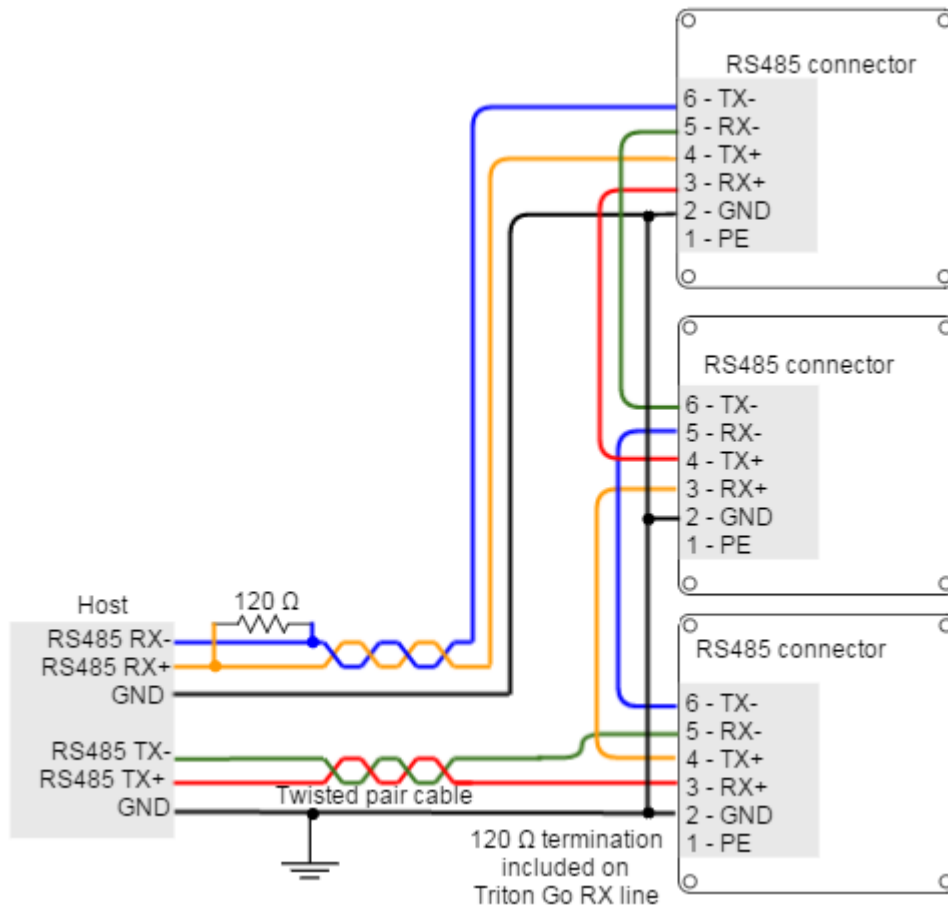 RS485 connector
6 - TX-
5 - RX-
4 - TX+
3 - RX+
2 - GND
1 - PE
RS485 connector
6 - TX-
5 - RX-
4 - TX+
3 - RX+
2 - GND
1 - PE
Host
120 Ω
RS485 RX-
RS485 RX+
GND
RS485 TX-
RS485 TX+
GND
Twisted pair cable
RS485 connector
6 - TX-
5 - RX-
4 - TX+
3 - RX+
2 - GND
1 - PE
120 Ω termination
included on
Triton Go RX line